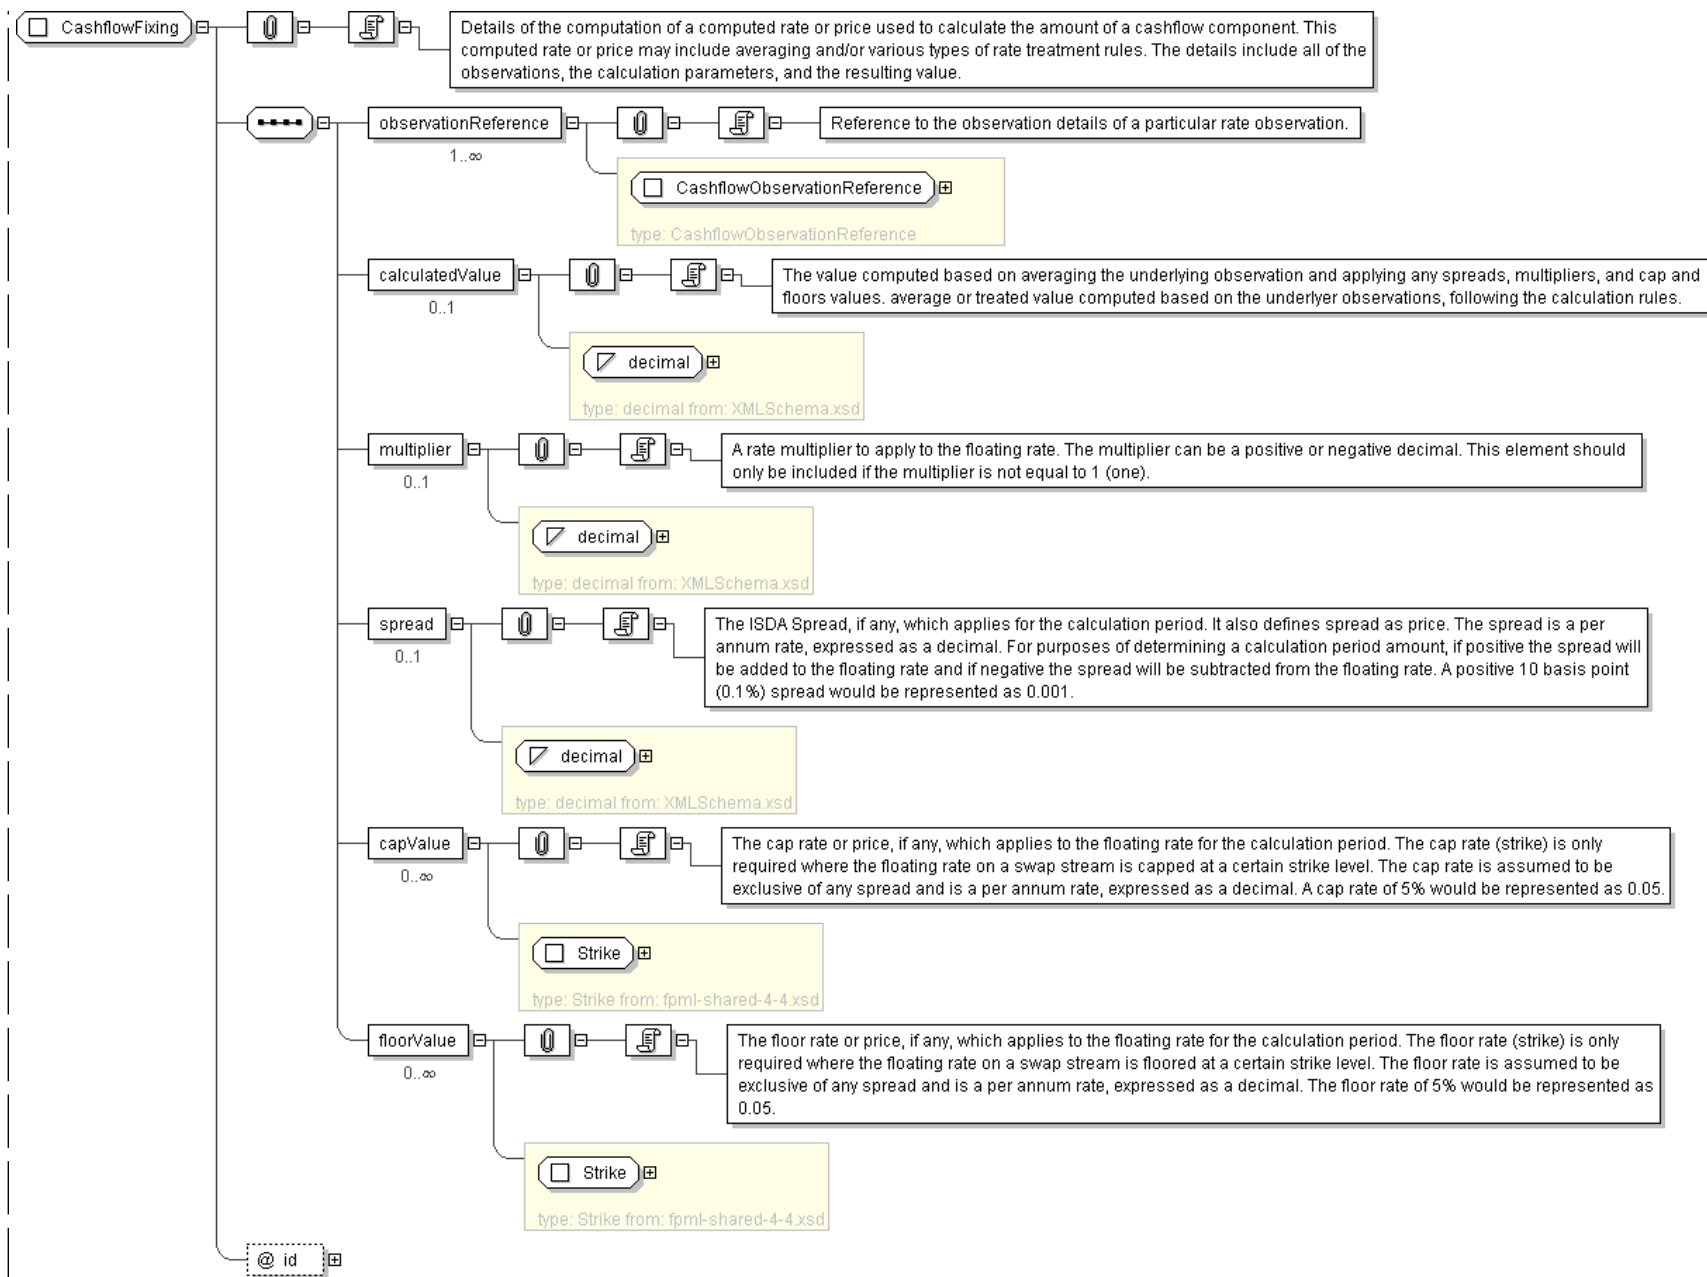 CashflowFixing
Details of the computation of a computed rate or price used to calculate the amount of a cashflow component. This
computed rate or price may include averaging and/or various types of rate treatment rules. The details include all of the
observations, the calculation parameters, and the resulting value.
observationReference
1..∞
Reference to the observation details of a particular rate observation.
CashflowObservationReference
type: CashflowObservationReference
calculatedValue
0..1
The value computed based on averaging the underlying observation and applying any spreads, multipliers, and cap and
floors values. average or treated value computed based on the underlyer observations, following the calculation rules.
decimal
type: decimal from: XMLSchema.xsd
multiplier
0..1
A rate multiplier to apply to the floating rate. The multiplier can be a positive or negative decimal. This element should
only be included if the multiplier is not equal to 1 (one).
decimal
type: decimal from: XMLSchema.xsd
spread
0..1
The ISDA Spread, if any, which applies for the calculation period. It also defines spread as price. The spread is a per
annum rate, expressed as a decimal. For purposes of determining a calculation period amount, if positive the spread will
be added to the floating rate and if negative the spread will be subtracted from the floating rate. A positive 10 basis point
(0.1%) spread would be represented as 0.001.
decimal
type: decimal from: XMLSchema.xsd
capValue
0..∞
The cap rate or price, if any, which applies to the floating rate for the calculation period. The cap rate (strike) is only
required where the floating rate on a swap stream is capped at a certain strike level. The cap rate is assumed to be
exclusive of any spread and is a per annum rate, expressed as a decimal. A cap rate of 5% would be represented as 0.05.
Strike
type: Strike from: fpml-shared-4-4.xsd
floorValue
0..∞
The floor rate or price, if any, which applies to the floating rate for the calculation period. The floor rate (strike) is only
required where the floating rate on a swap stream is floored at a certain strike level. The floor rate is assumed to be
exclusive of any spread and is a per annum rate, expressed as a decimal. The floor rate of 5% would be represented as
0.05.
Strike
type: Strike from: fpml-shared-4-4.xsd
@ id